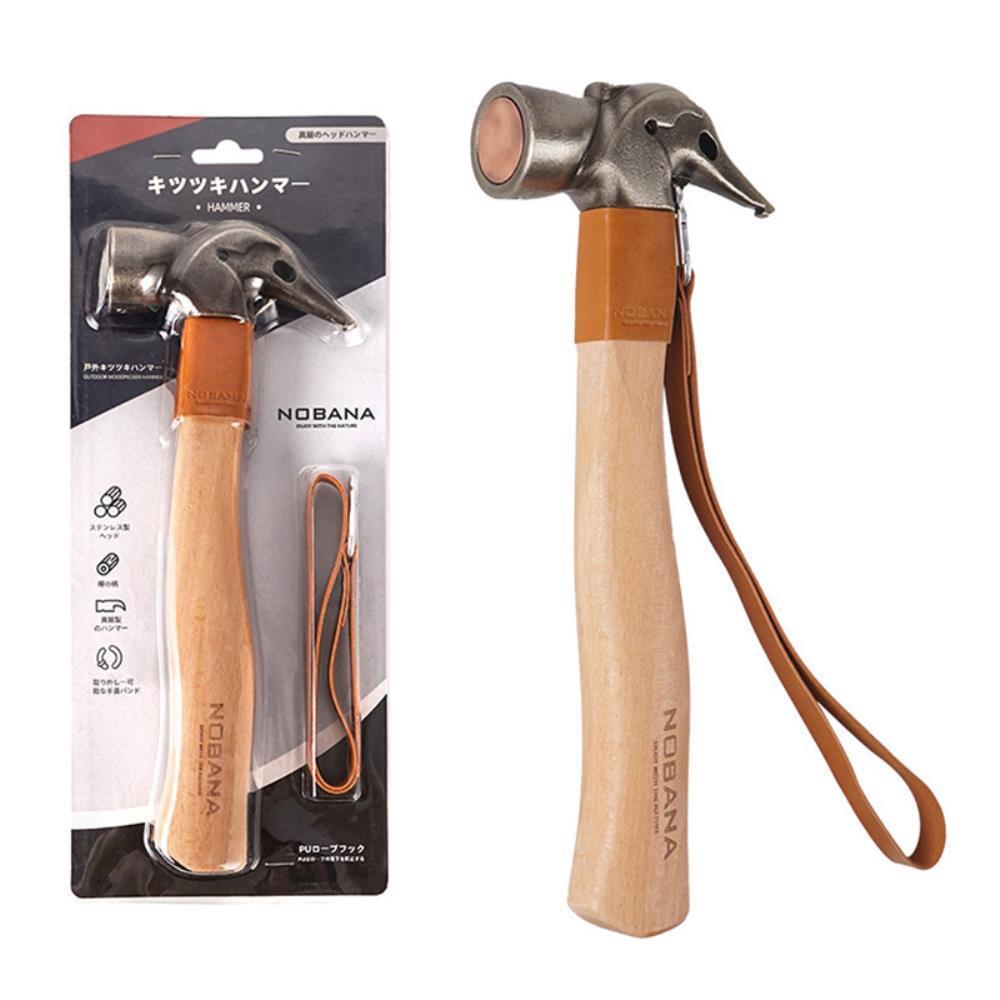 真鍮のヘッドハンマー
キツツキハンマー
• HAMMER •
戸外キツツキハンマー
OUTDOOR WOODPECKER HAMMER
NOBANA
NOBANA
ENJOY WITH THE NATURE
ステンレス製
ヘッド
欅の柄
真鍮製
のハンマー
取り外し一可
能な手首バンド
NOBANA
ENJOY WITH THE NATURE
PUロープフック
NOBANA
NOBANA
ENJOY WITH THE NATURE